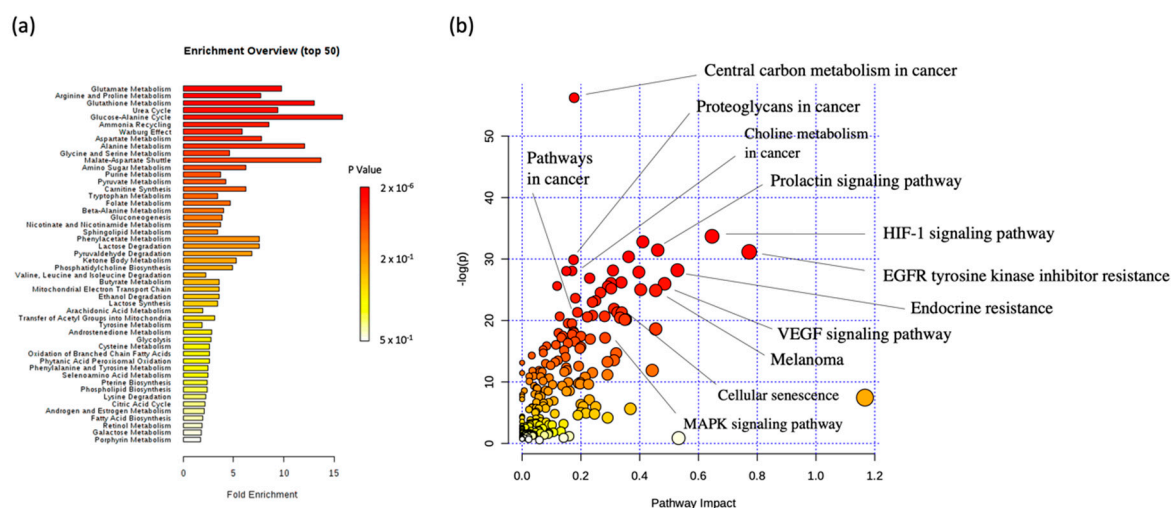 (a)
Enrichment Overview (top 50)
Glutamate Metabolism
Arginine and Proline Metabolism
Glutathione Metabolism
Urea Cycle
Glucose-Alanine Cycle
Ammonia Recycling
Warburg Effect
Aspartate Metabolism
Alanine Metabolism
Glycine and Serine Metabolism
Malate-Aspartate Shuttle
Amino Sugar Metabolism
Purine Metabolism
Pyruvate Metabolism
Carnitine Synthesis
Tryptophan Metabolism
Folate Metabolism
Beta-Alanine Metabolism
Gluconeogenesis
Nicotinate and Nicotinamide Metabolism
Sphingolipid Metabolism
Phenylacetate Metabolism
Lactose Degradation
Pyruvaldehyde Degradation
Ketone Body Metabolism
Phosphatidylcholine Biosynthesis
Valine, Leucine and Isoleucine Degradation
Butyrate Metabolism
Mitochondrial Electron Transport Chain
Ethanol Degradation
Lactose Synthesis
Arachidonic Acid Metabolism
Transfer of Acetyl Groups into Mitochondria
Tyrosine Metabolism
Androstenedione Metabolism
Glycolysis
Cysteine Metabolism
Oxidation of Branched Chain Fatty Acids
Phytanic Acid Peroxisomal Oxidation
Phenylalanine and Tyrosine Metabolism
Selenoamino Acid Metabolism
Pterine Biosynthesis
Phospholipid Biosynthesis
Lysine Degradation
Citric Acid Cycle
Androgen and Estrogen Metabolism
Fatty Acid Biosynthesis
Retinol Metabolism
Galactose Metabolism
Porphyrin Metabolism
0 5 10 15
Fold Enrichment
P Value
2 x 10-6
2 x 10-1
5 x 10-1
(b)
Central carbon metabolism in cancer
Proteoglycans in cancer
Choline metabolism
in cancer
Pathways
in cancer
Prolactin signaling pathway
HIF-1 signaling pathway
EGFR tyrosine kinase inhibitor resistance
Endocrine resistance
VEGF signaling pathway
Melanoma
Cellular senescence
MAPK signaling pathway
-log(p)
50
40
30
20
10
0
0.0 0.2 0.4 0.6 0.8 1.0 1.2
Pathway Impact